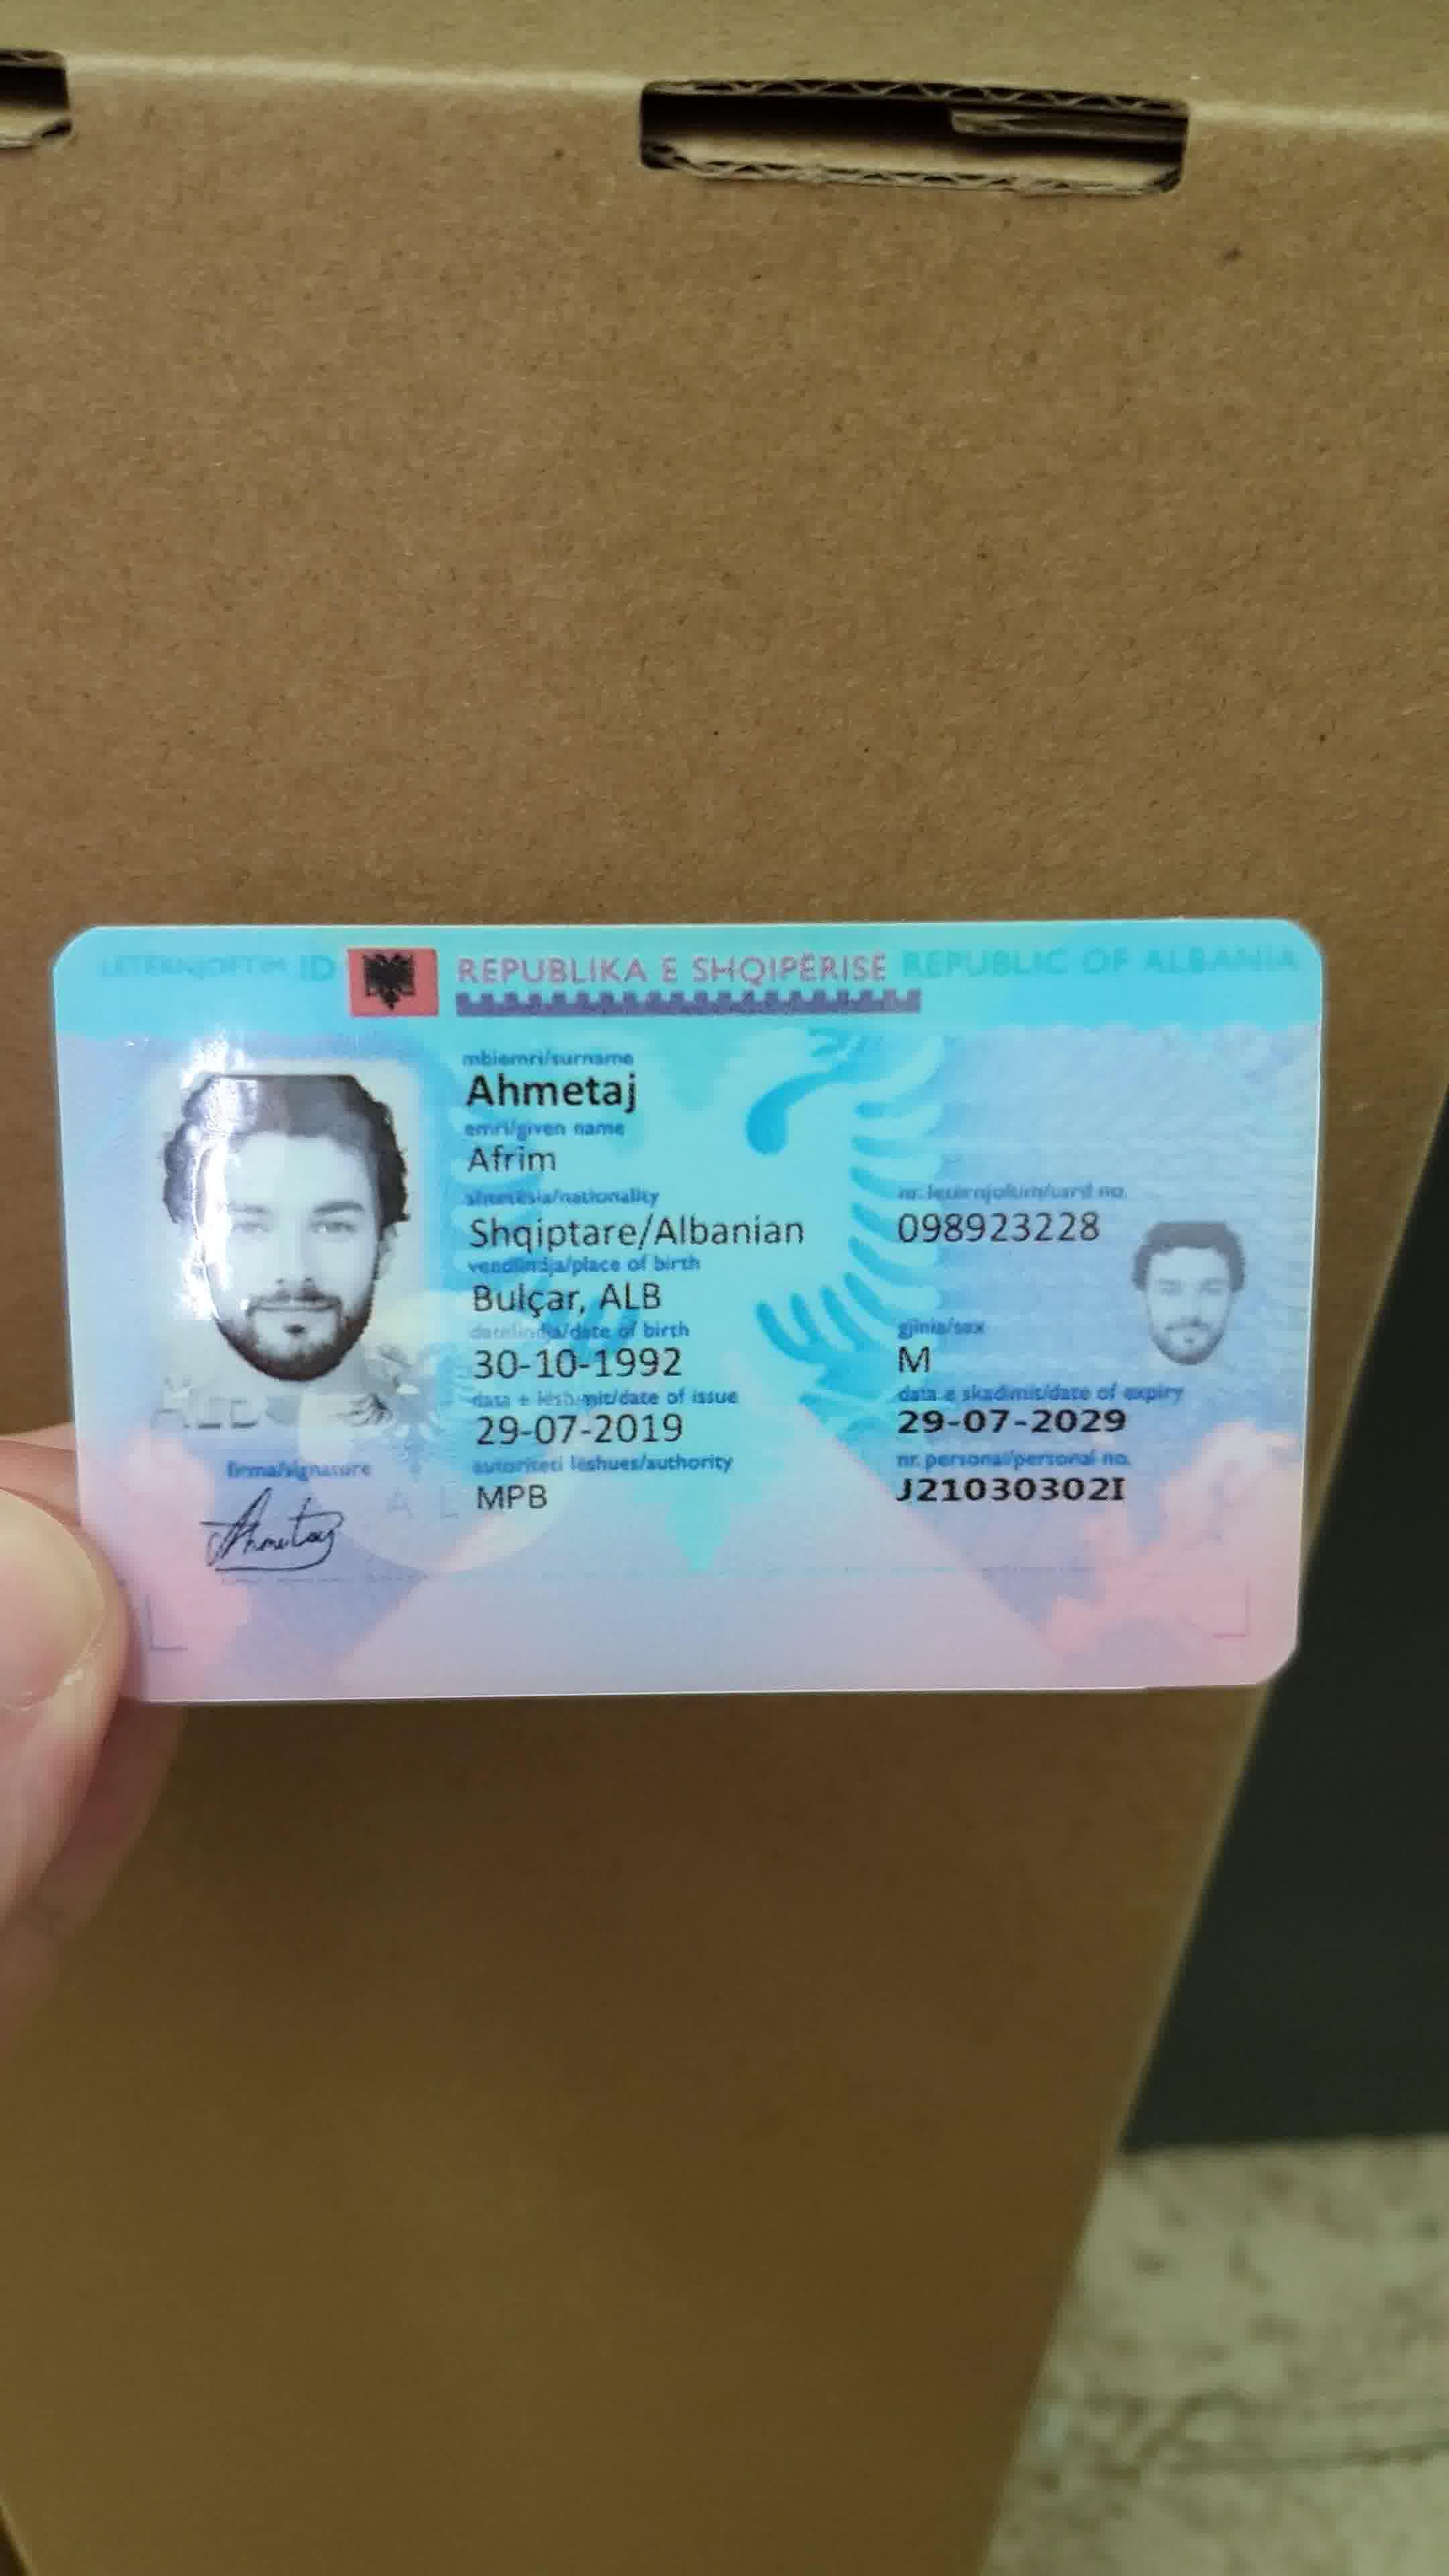 LETËRNJOFTIM ID REPUBLIKA E SHQIPËRISË REPUBLIC OF ALBANIA
mbiemri/surname
Ahmetaj
emri/given name
Afrim
shtetësia/nationality
Shqiptare/Albanian
nr. letërnjoftim/card no.
098923228
vendlindja/place of birth
Bulçar, ALB
datelindja/date of birth
30-10-1992
gjinia/sex
M
data e lëshimit/date of issue
29-07-2019
data e skadimit/date of expiry
29-07-2029
autoriteti lëshues/authority
MPB
nr. personal/personal no.
J21030302I
firma/signature
Ahmetaj